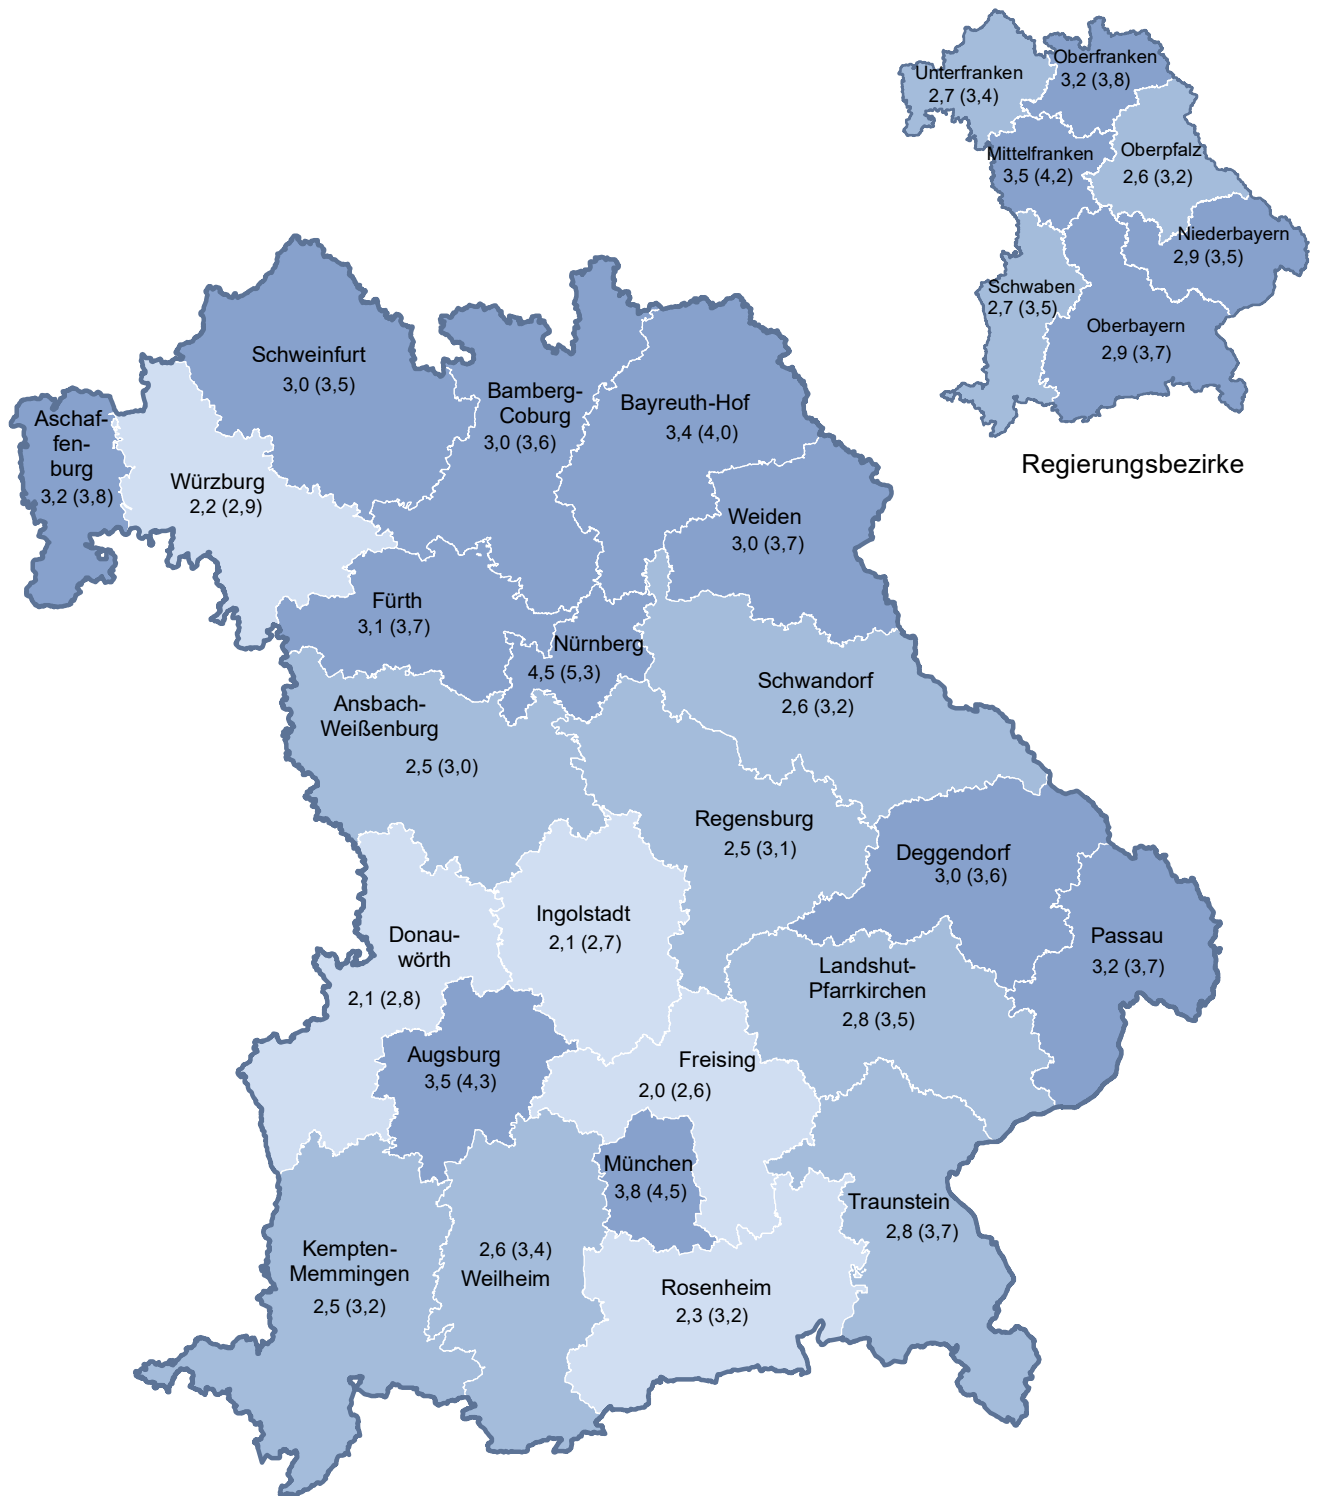 Oberfranken
3,2 (3,8)
Unterfranken
2,7 (3,4)
Mittelfranken
3,5 (4,2)
Oberpfalz
2,6 (3,2)
Niederbayern
2,9 (3,5)
Schwaben
2,7 (3,5)
Oberbayern
2,9 (3,7)
Regierungsbezirke
Schweinfurt
3,0 (3,5)
Bamberg-
Coburg
3,0 (3,6)
Bayreuth-Hof
3,4 (4,0)
Aschaf-
fen-
burg
3,2 (3,8)
Würzburg
2,2 (2,9)
Weiden
3,0 (3,7)
Fürth
3,1 (3,7)
Nürnberg
4,5 (5,3)
Schwandorf
2,6 (3,2)
Ansbach-
Weißenburg
2,5 (3,0)
Regensburg
2,5 (3,1)
Deggendorf
3,0 (3,6)
Ingolstadt
2,1 (2,7)
Donau-
wörth
2,1 (2,8)
Passau
3,2 (3,7)
Landshut-
Pfarrkirchen
2,8 (3,5)
Augsburg
3,5 (4,3)
Freising
2,0 (2,6)
München
3,8 (4,5)
Traunstein
2,8 (3,7)
Kempten-
Memmingen
2,5 (3,2)
2,6 (3,4)
Weilheim
Rosenheim
2,3 (3,2)